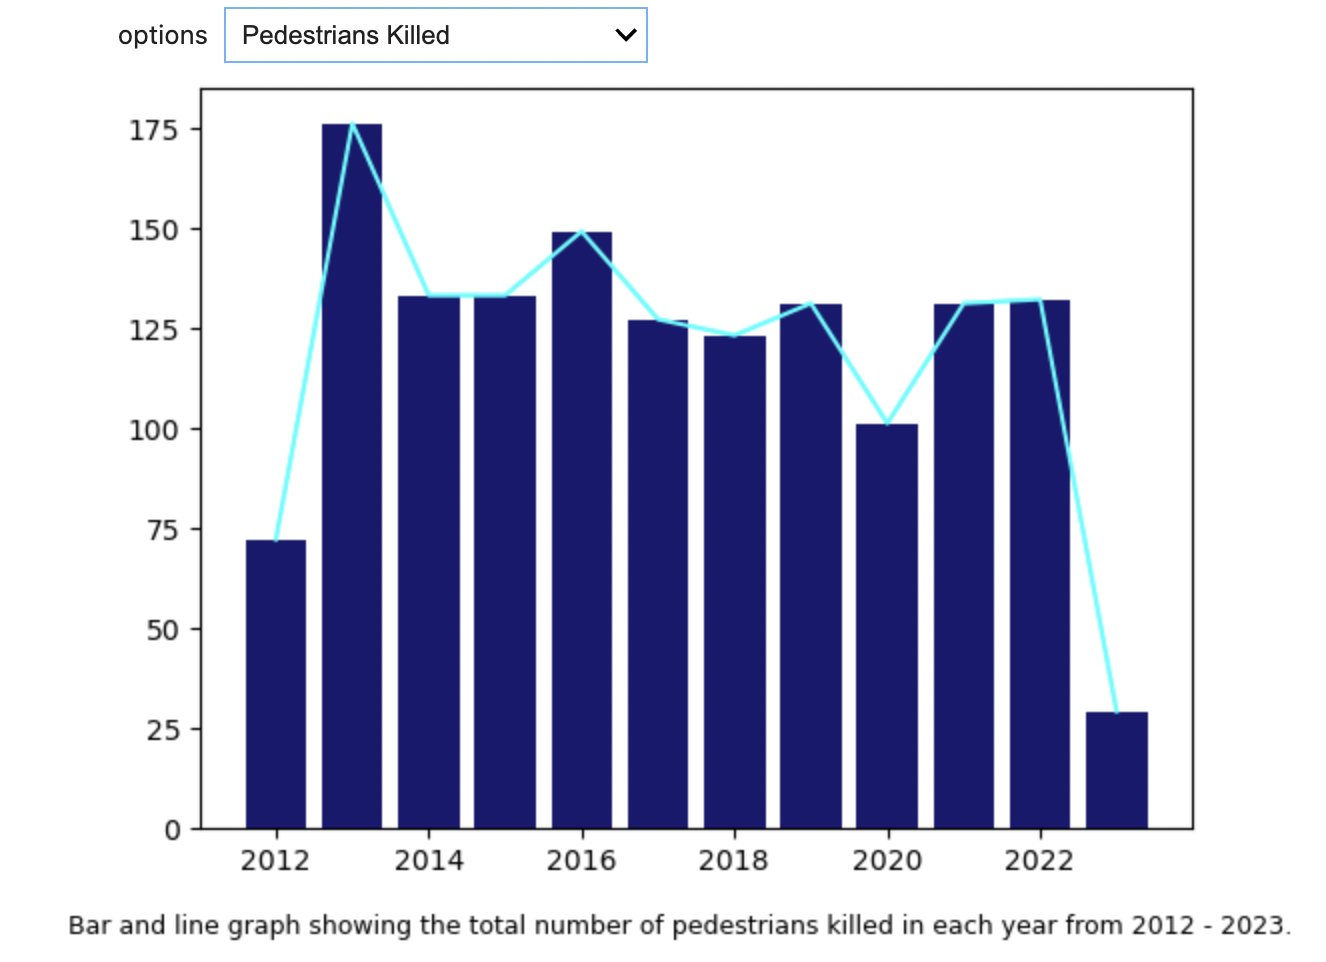 options Pedestrians Killed
175
150
125
100
75
50
25
0
2012 2014 2016 2018 2020 2022
Bar and line graph showing the total number of pedestrians killed in each year from 2012 - 2023.